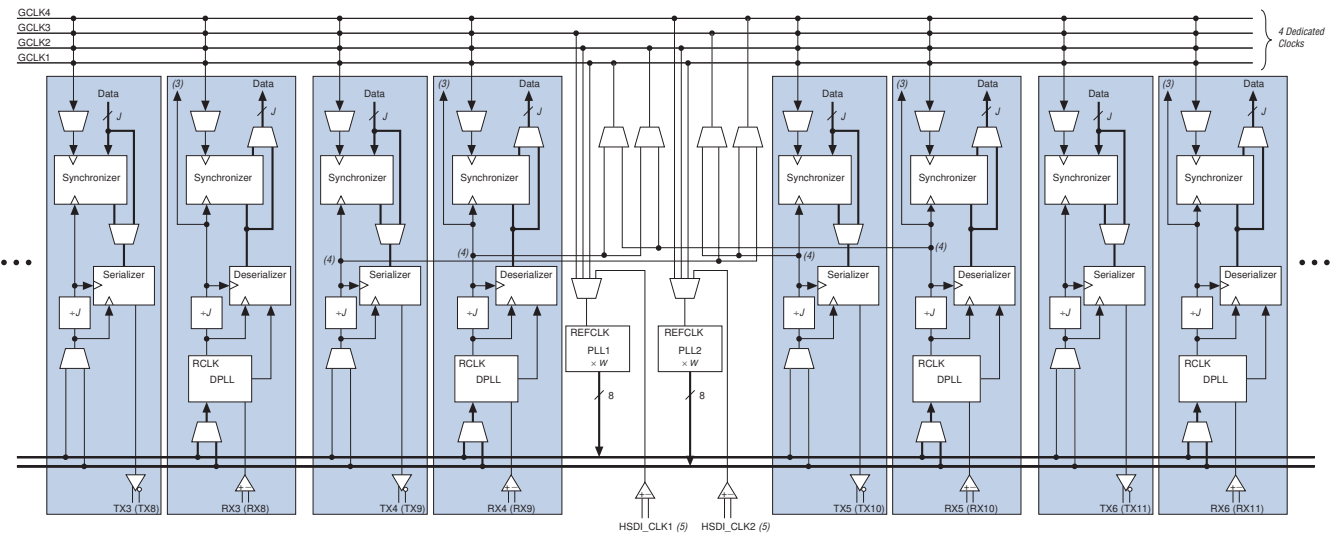 GCLK4
GCLK3
GCLK2
GCLK1
4 Dedicated
Clocks
Data
J
Synchronizer
Serializer
÷J
TX3 (TX8)
(3)
Data
J
Synchronizer
Deserializer
÷J
RCLK
DPLL
RX3 (RX8)
Data
J
Synchronizer
(4)
Serializer
÷J
TX4 (TX9)
(3)
Data
J
Synchronizer
(4)
Deserializer
÷J
RCLK
DPLL
RX4 (RX9)
REFCLK
PLL1
× W
8
HSDI_CLK1 (5)
REFCLK
PLL2
× W
8
HSDI_CLK2 (5)
Data
J
Synchronizer
(4)
Serializer
÷J
TX5 (TX10)
(3)
Data
J
Synchronizer
(4)
Deserializer
÷J
RCLK
DPLL
RX5 (RX10)
Data
J
Synchronizer
Serializer
÷J
TX6 (TX11)
(3)
Data
J
Synchronizer
Deserializer
÷J
RCLK
DPLL
RX6 (RX11)